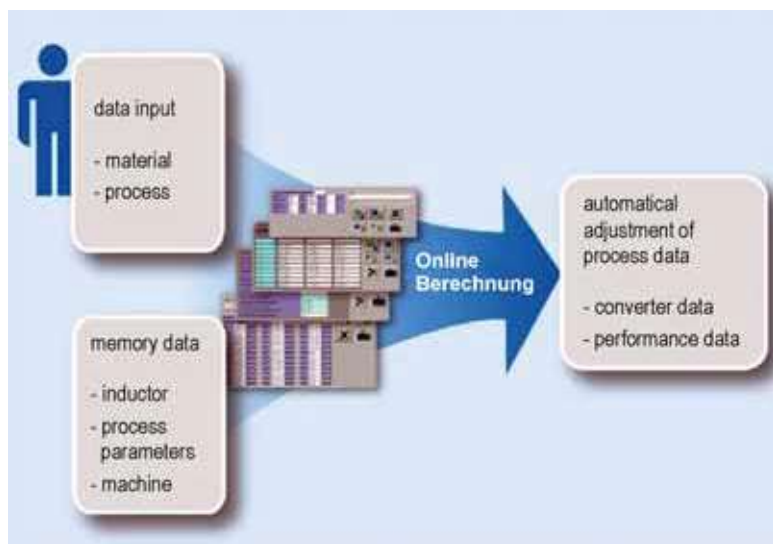 data input
- material
- process
memory data
- inductor
- process
parameters
- machine
Online
Berechnung
automatical
adjustment of
process data
- converter data
- performance data